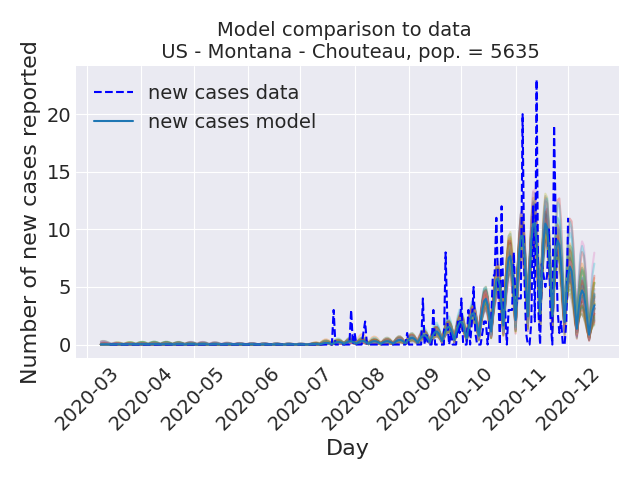 Model comparison to data
US - Montana - Chouteau, pop. = 5635
Number of new cases reported
new cases data
new cases model
20
15
10
5
0
2020-03
2020-04
2020-05
2020-06
2020-07
2020-08
2020-09
2020-10
2020-11
2020-12
Day